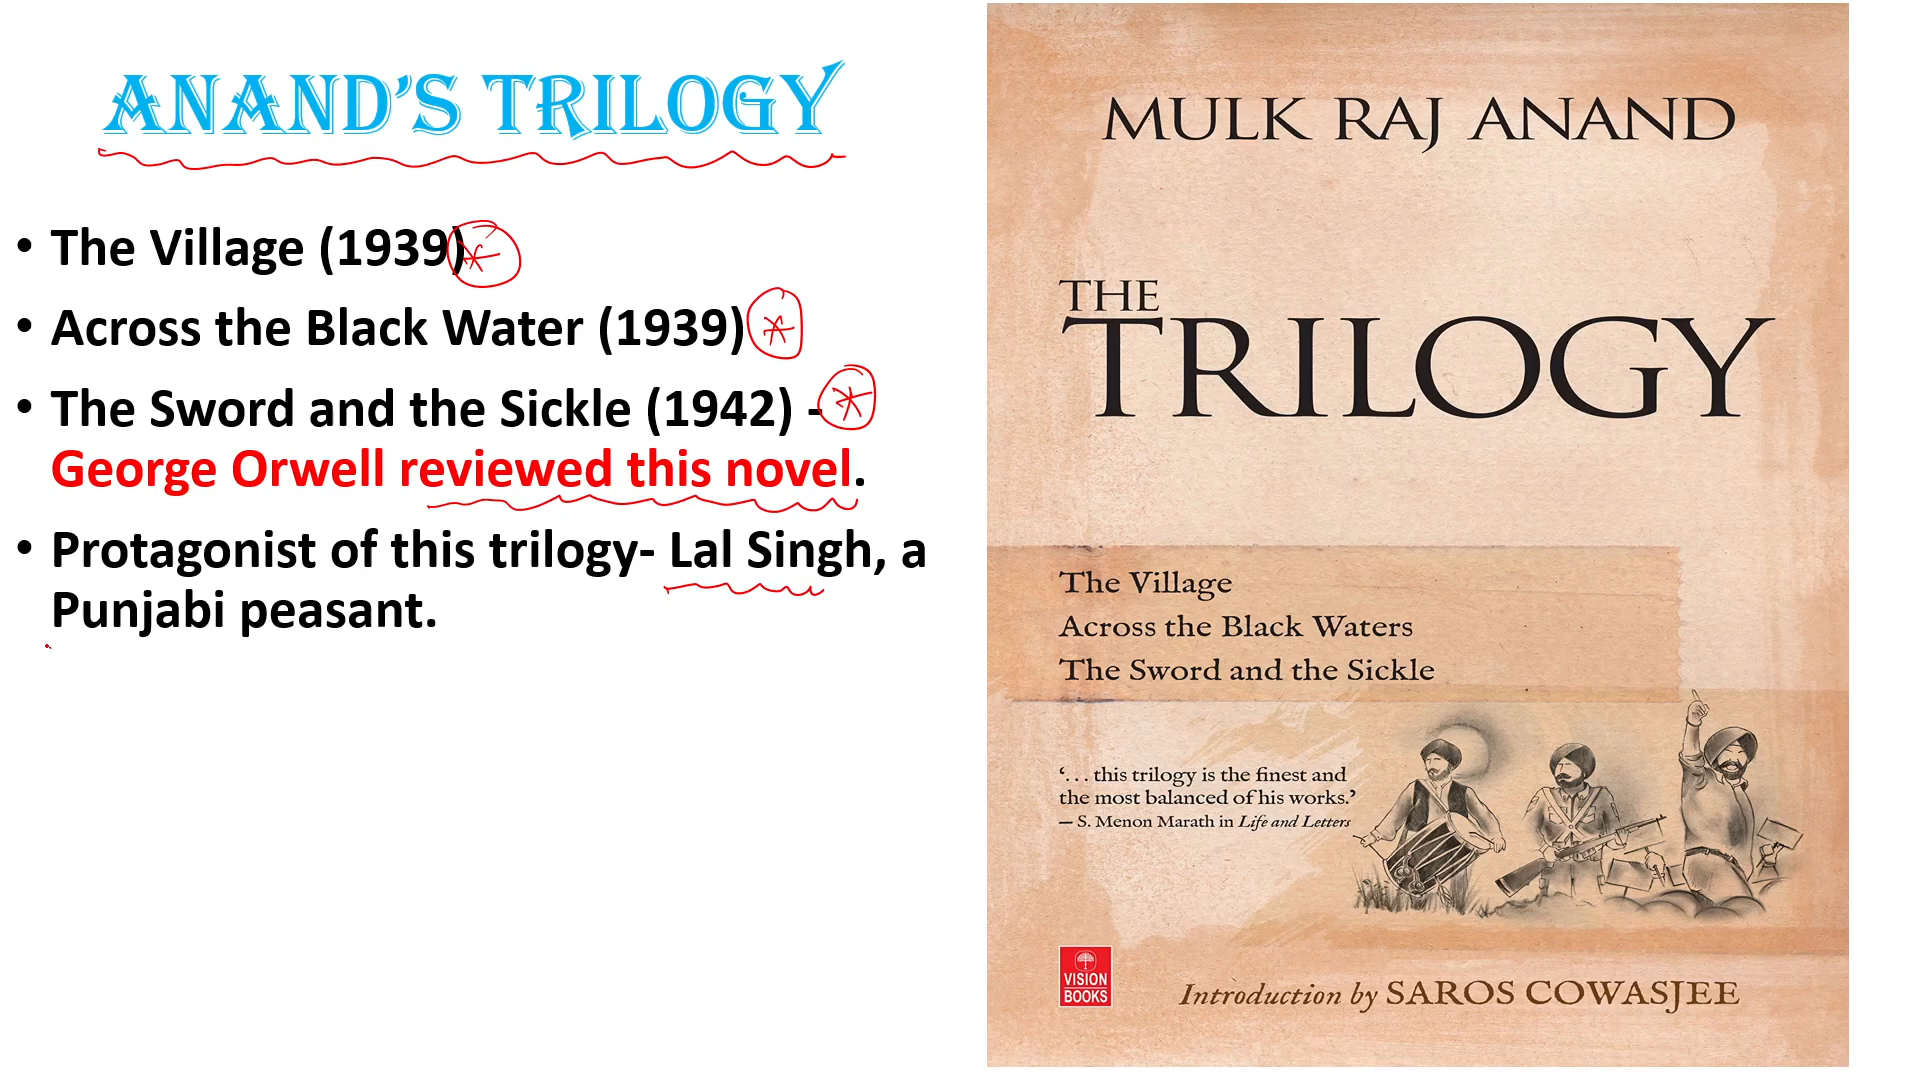 ANAND'S TRILOGY
• The Village (1939)
• Across the Black Water (1939)
• The Sword and the Sickle (1942) -
George Orwell reviewed this novel.
• Protagonist of this trilogy- Lal Singh, a
Punjabi peasant.
MULK RAJ ANAND
THE
TRILOGY
The Village
Across the Black Waters
The Sword and the Sickle
‘. . . this trilogy is the finest and
the most balanced of his works.’
— S. Menon Marath in Life and Letters
VISION
BOOKS
Introduction by SAROS COWASJEE